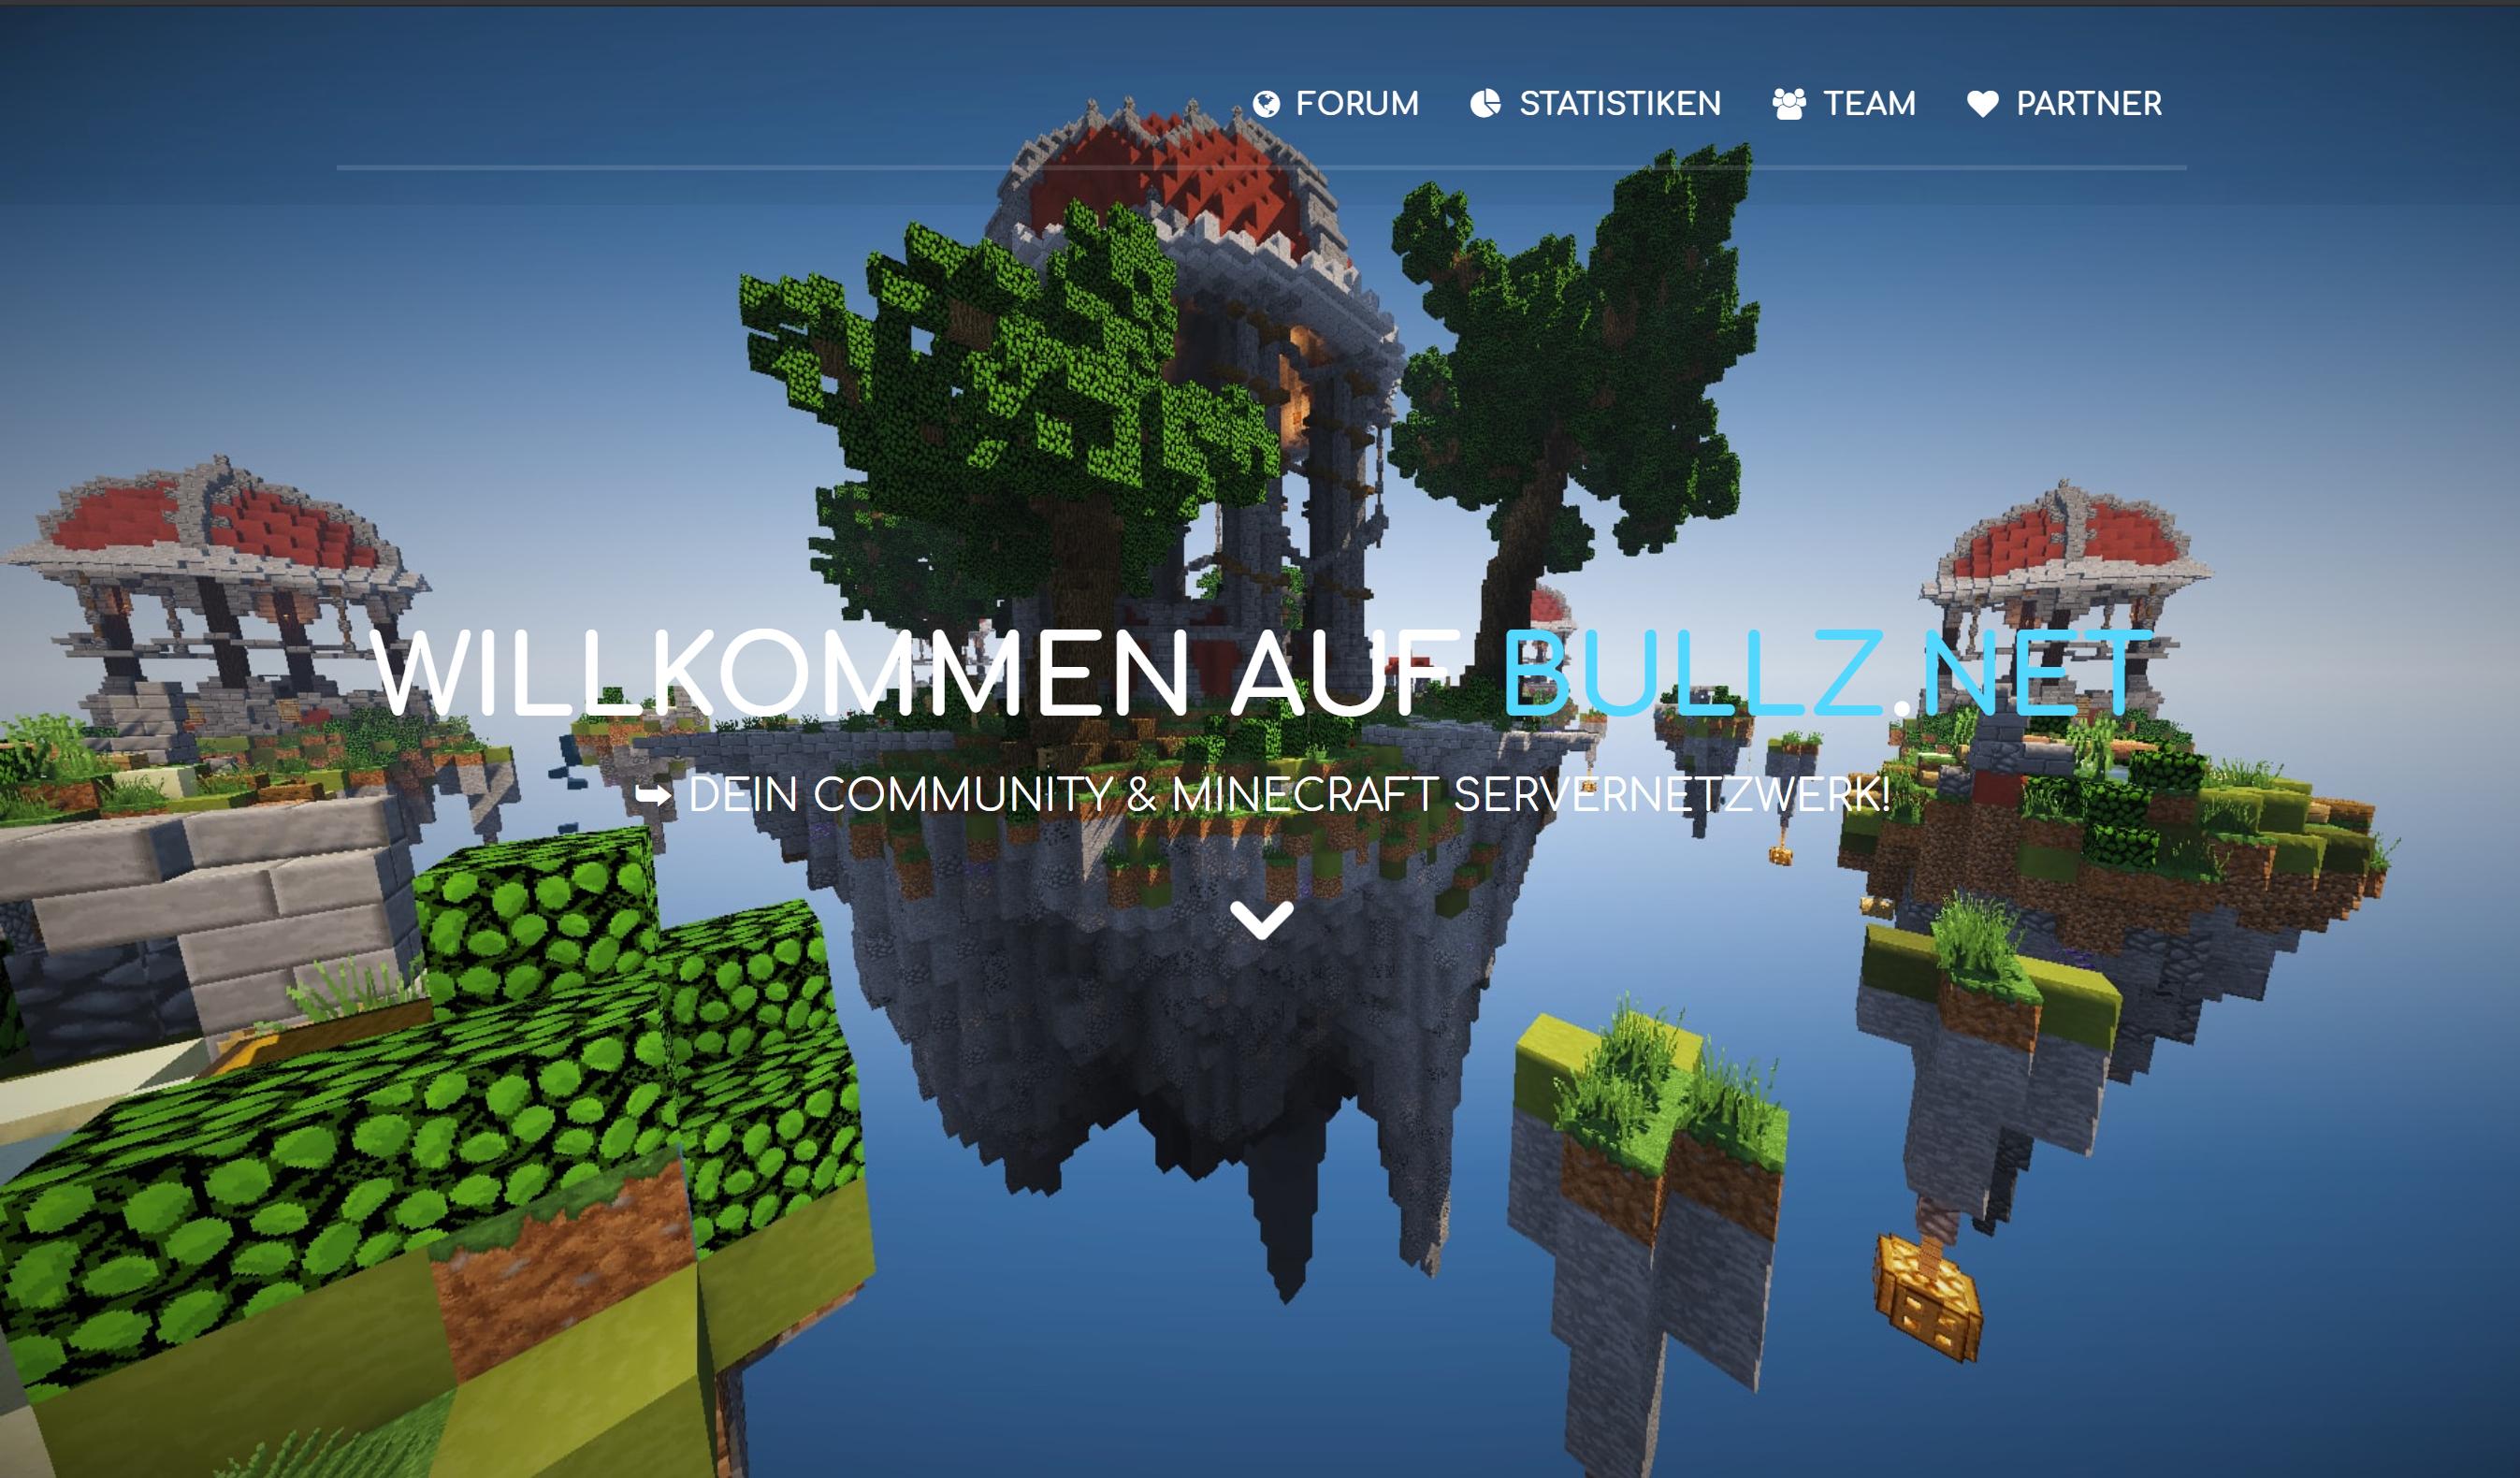 FORUM STATISTIKEN TEAM PARTNER
WILLKOMMEN AUF BULLZ.NET
DEIN COMMUNITY & MINECRAFT SERVERNETZWERK!